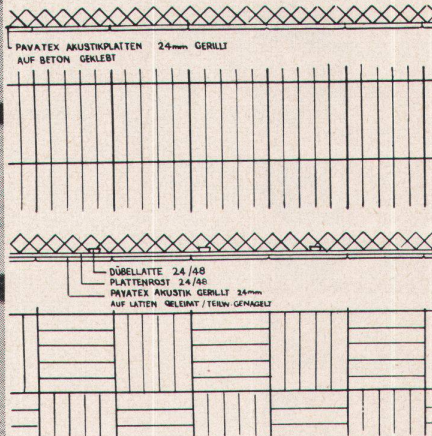 PAVATEX AKUSTIKPLATTEN 24mm GERILLT
AUF BETON GEKLEBT
DÜBELLATTE 24/48
PLATTENROST 24/48
PAVATEX AKUSTIK GERILLT 24mm
AUF LATTEN GELEIMT / TEILW. GENAGELT